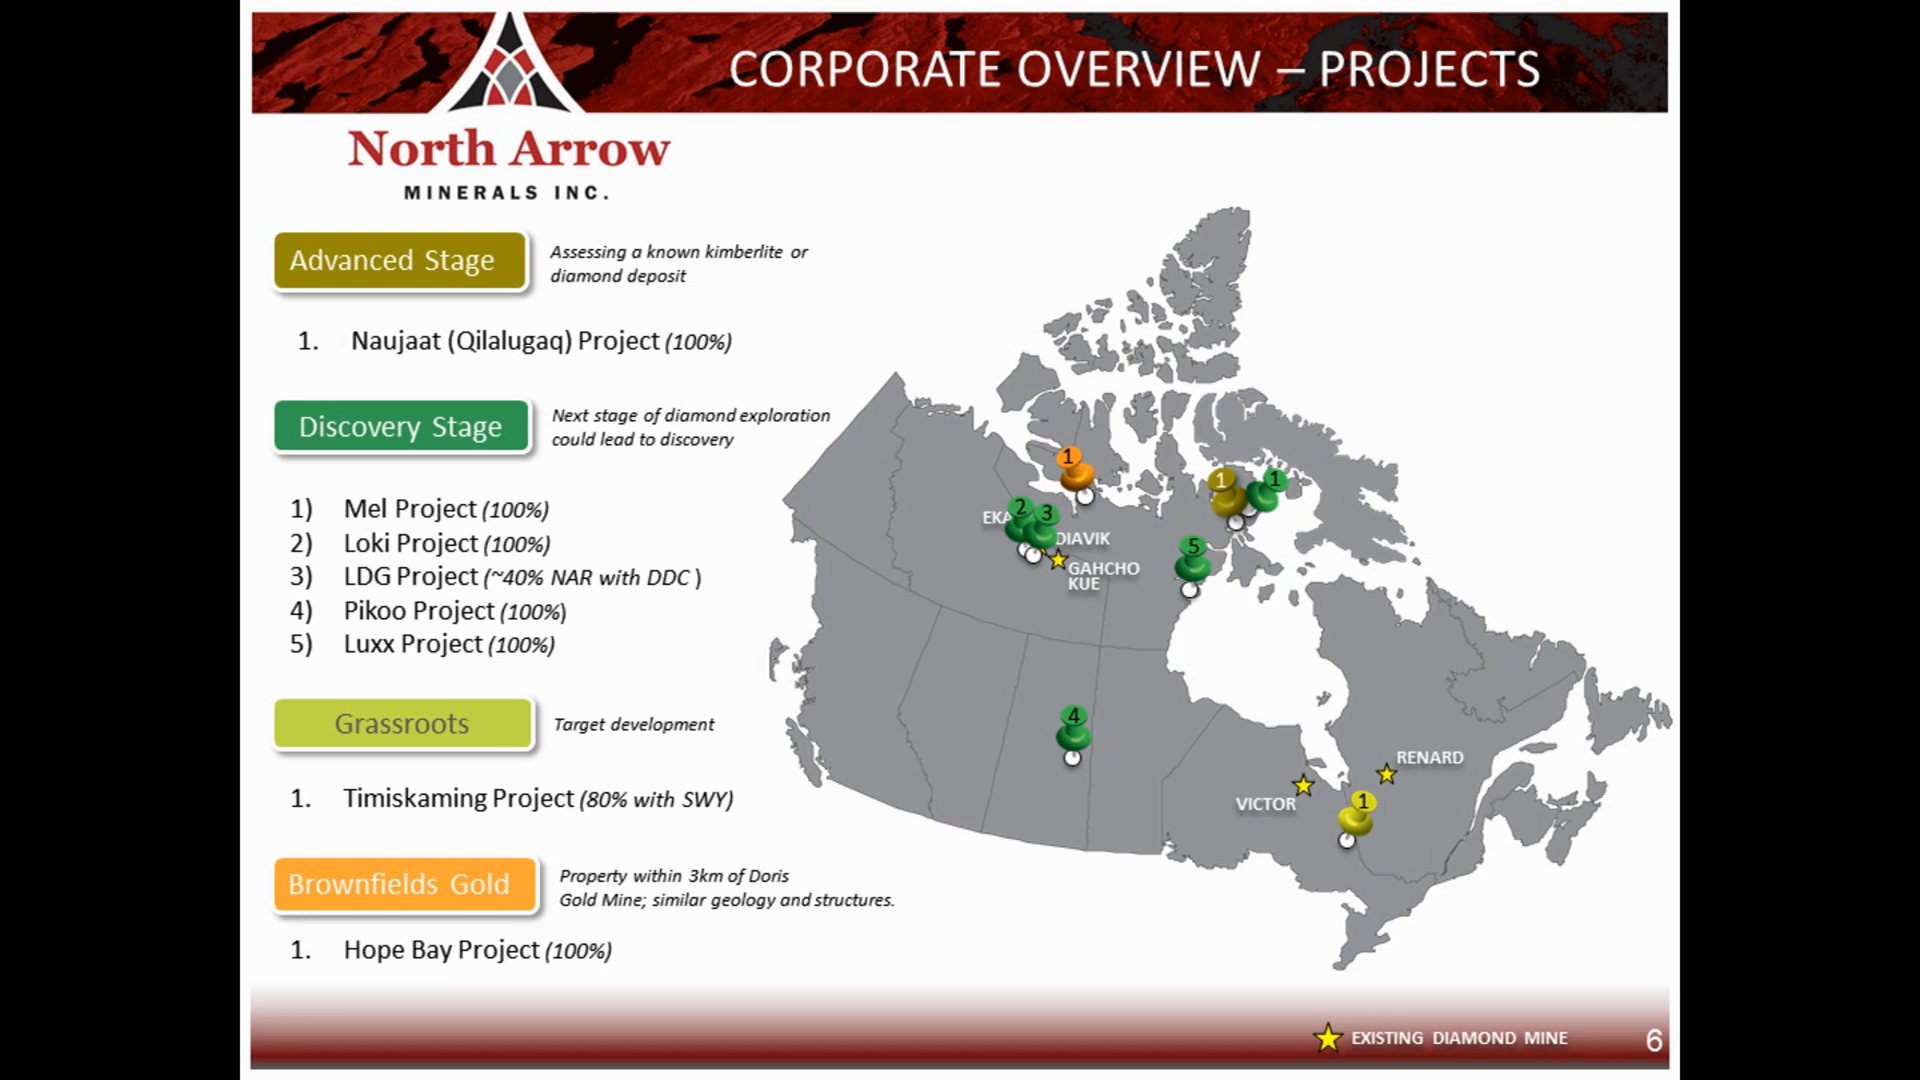 CORPORATE OVERVIEW – PROJECTS
North Arrow
MINERALS INC.
Advanced Stage
Assessing a known kimberlite or
diamond deposit
1. Naujaat (Qilalugaq) Project (100%)
Discovery Stage
Next stage of diamond exploration
could lead to discovery
1) Mel Project (100%)
2) Loki Project (100%)
3) LDG Project (~40% NAR with DDC )
4) Pikoo Project (100%)
5) Luxx Project (100%)
Grassroots
Target development
1. Timiskaming Project (80% with SWY)
Brownfields Gold
Property within 3km of Doris
Gold Mine; similar geology and structures.
1. Hope Bay Project (100%)
1
1
1
2
3
EKA
DIAVIK
5
GAHCHO
KUE
4
RENARD
VICTOR
1
EXISTING DIAMOND MINE
6